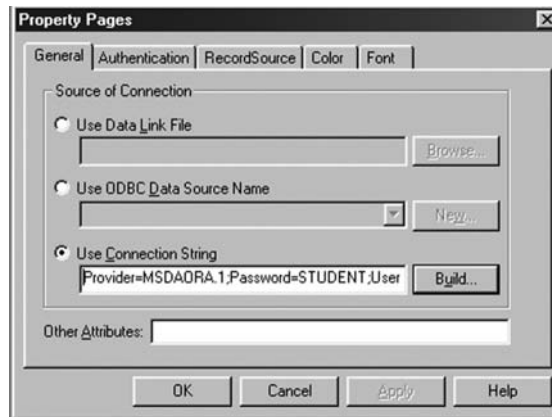 Property Pages
General Authentication RecordSource Color Font
Source of Connection
Use Data Link File
Browse...
Use ODBC Data Source Name
New...
Use Connection String
Provider=MSDAORA.1;Password=STUDENT;User
Build...
Other Attributes:
OK Cancel Apply Help